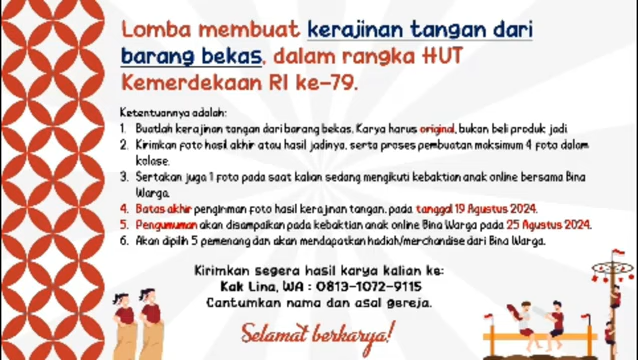 Lomba membuat kerajinan tangan dari
barang bekas, dalam rangka HUT
Kemerdekaan RI ke-79.
Ketentuannya adalah:
1. Buatlah kerajinan tangan dari barang bekas. Karya harus original, bukan beli produk jadi.
2. Kirimkan foto hasil akhir atau hasil jadinya, serta proses pembuatan maksimum 4 foto dalam
kolase.
3. Sertakan juga 1 foto pada saat kalian sedang mengikuti kebaktian anak online bersama Bina
Warga.
4. Batas akhir pengiriman foto hasil kerajinan tangan, pada tanggal 19 Agustus 2024.
5. Pengumuman akan disampaikan pada kebaktian anak online Bina Warga pada 25 Agustus 2024.
6. Akan dipilih 5 pemenang dan akan mendapatkan hadiah/merchandise dari Bina Warga.
Kirimkan segera hasil karya kalian ke:
Kak Lina, WA : 0813-1072-9115
Cantumkan nama dan asal gereja.
Selamat berkarya!